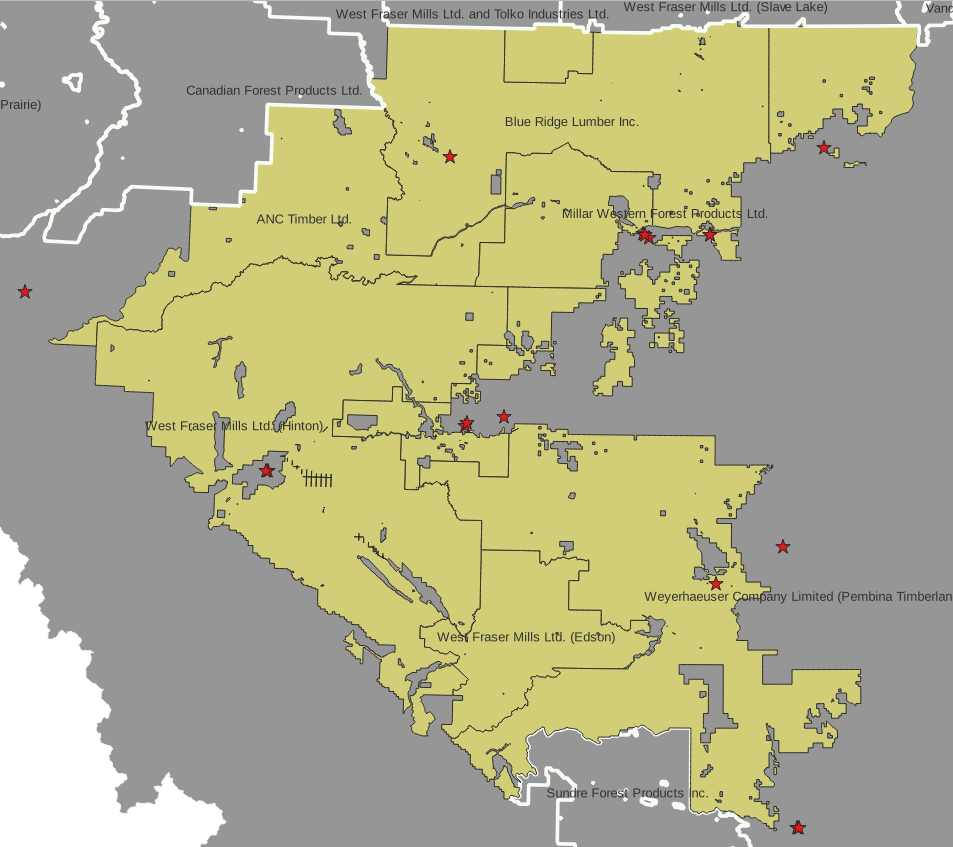 West Fraser Mills Ltd. (Slave Lake)
West Fraser Mills Ltd. and Tolko Industries Ltd.
Vand
Canadian Forest Products Ltd.
Prairie)
Blue Ridge Lumber Inc.
Millar Western Forest Products Ltd.
ANC Timber Ltd.
West Fraser Mills Ltd. (Hinton)
Weyerhaeuser Company Limited (Pembina Timberlan
West Fraser Mills Ltd. (Edson)
Sundre Forest Products Inc.